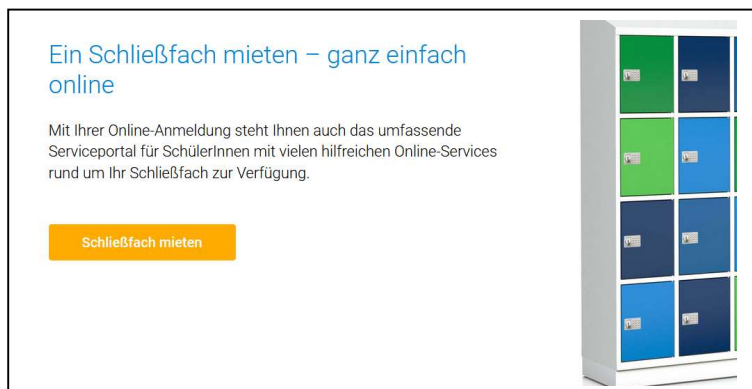 Ein Schließfach mieten – ganz einfach
online
Mit Ihrer Online-Anmeldung steht Ihnen auch das umfassende
Serviceportal für SchülerInnen mit vielen hilfreichen Online-Services
rund um Ihr Schließfach zur Verfügung.
Schließfach mieten